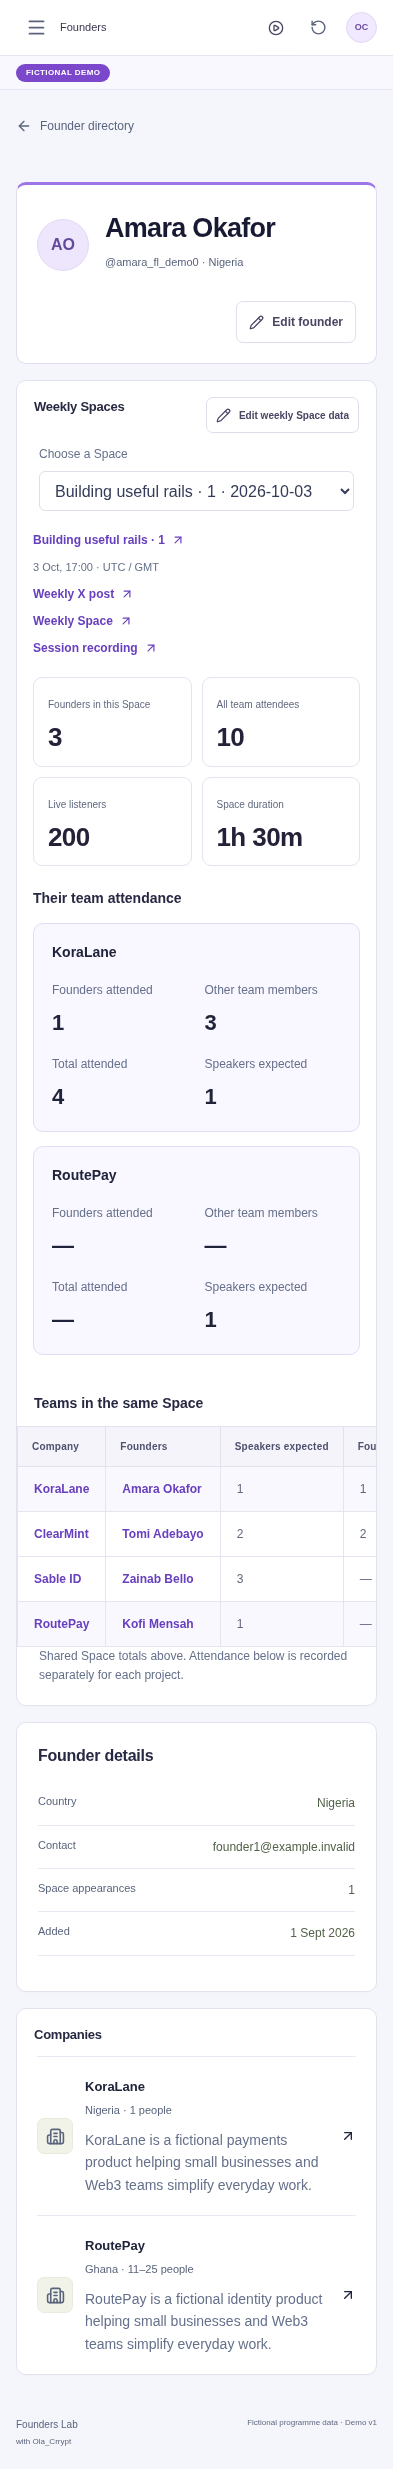 Founders
OC
FICTIONAL DEMO
Founder directory
AO
Amara Okafor
@amara_fl_demo0 · Nigeria
Edit founder
Weekly Spaces
Edit weekly Space data
Choose a Space
Building useful rails · 1 · 2026-10-03
Building useful rails · 1
3 Oct, 17:00 · UTC / GMT
Weekly X post
Weekly Space
Session recording
Founders in this Space
3
All team attendees
10
Live listeners
200
Space duration
1h 30m
Their team attendance
KoraLane
Founders attended
1
Other team members
3
Total attended
4
Speakers expected
1
RoutePay
Founders attended
—
Other team members
—
Total attended
—
Speakers expected
1
Teams in the same Space
Company Founders Speakers expected Fou
KoraLane Amara Okafor 1 1
ClearMint Tomi Adebayo 2 2
Sable ID Zainab Bello 3 —
RoutePay Kofi Mensah 1 —
Shared Space totals above. Attendance below is recorded
separately for each project.
Founder details
Country Nigeria
Contact founder1@example.invalid
Space appearances 1
Added 1 Sept 2026
Companies
KoraLane
Nigeria · 1 people
KoraLane is a fictional payments
product helping small businesses and
Web3 teams simplify everyday work.
RoutePay
Ghana · 11–25 people
RoutePay is a fictional identity product
helping small businesses and Web3
teams simplify everyday work.
Founders Lab
with Ola_Crrypt
Fictional programme data · Demo v1